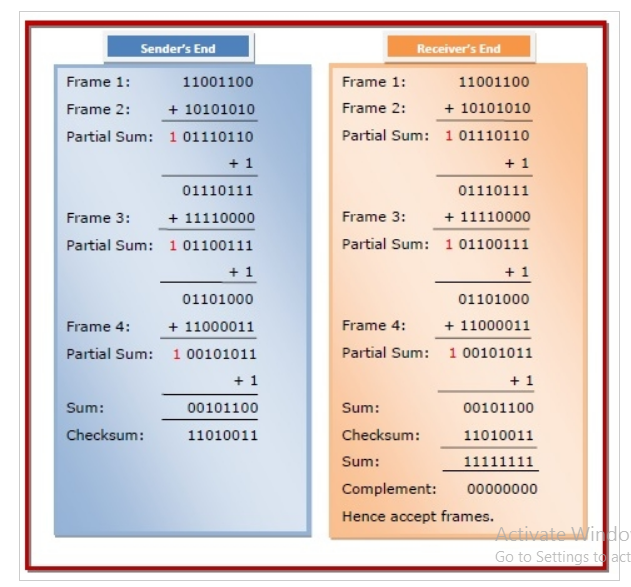 Sender's End
Frame 1: 11001100
Frame 2: + 10101010
Partial Sum: 1 01110110
+ 1
01110111
Frame 3: + 11110000
Partial Sum: 1 01100111
+ 1
01101000
Frame 4: + 11000011
Partial Sum: 1 00101011
+ 1
Sum: 00101100
Checksum: 11010011
Receiver's End
Frame 1: 11001100
Frame 2: + 10101010
Partial Sum: 1 01110110
+ 1
01110111
Frame 3: + 11110000
Partial Sum: 1 01100111
+ 1
01101000
Frame 4: + 11000011
Partial Sum: 1 00101011
+ 1
Sum: 00101100
Checksum: 11010011
Sum: 11111111
Complement: 00000000
Hence accept frames.
Activate Windo
Go to Settings to act